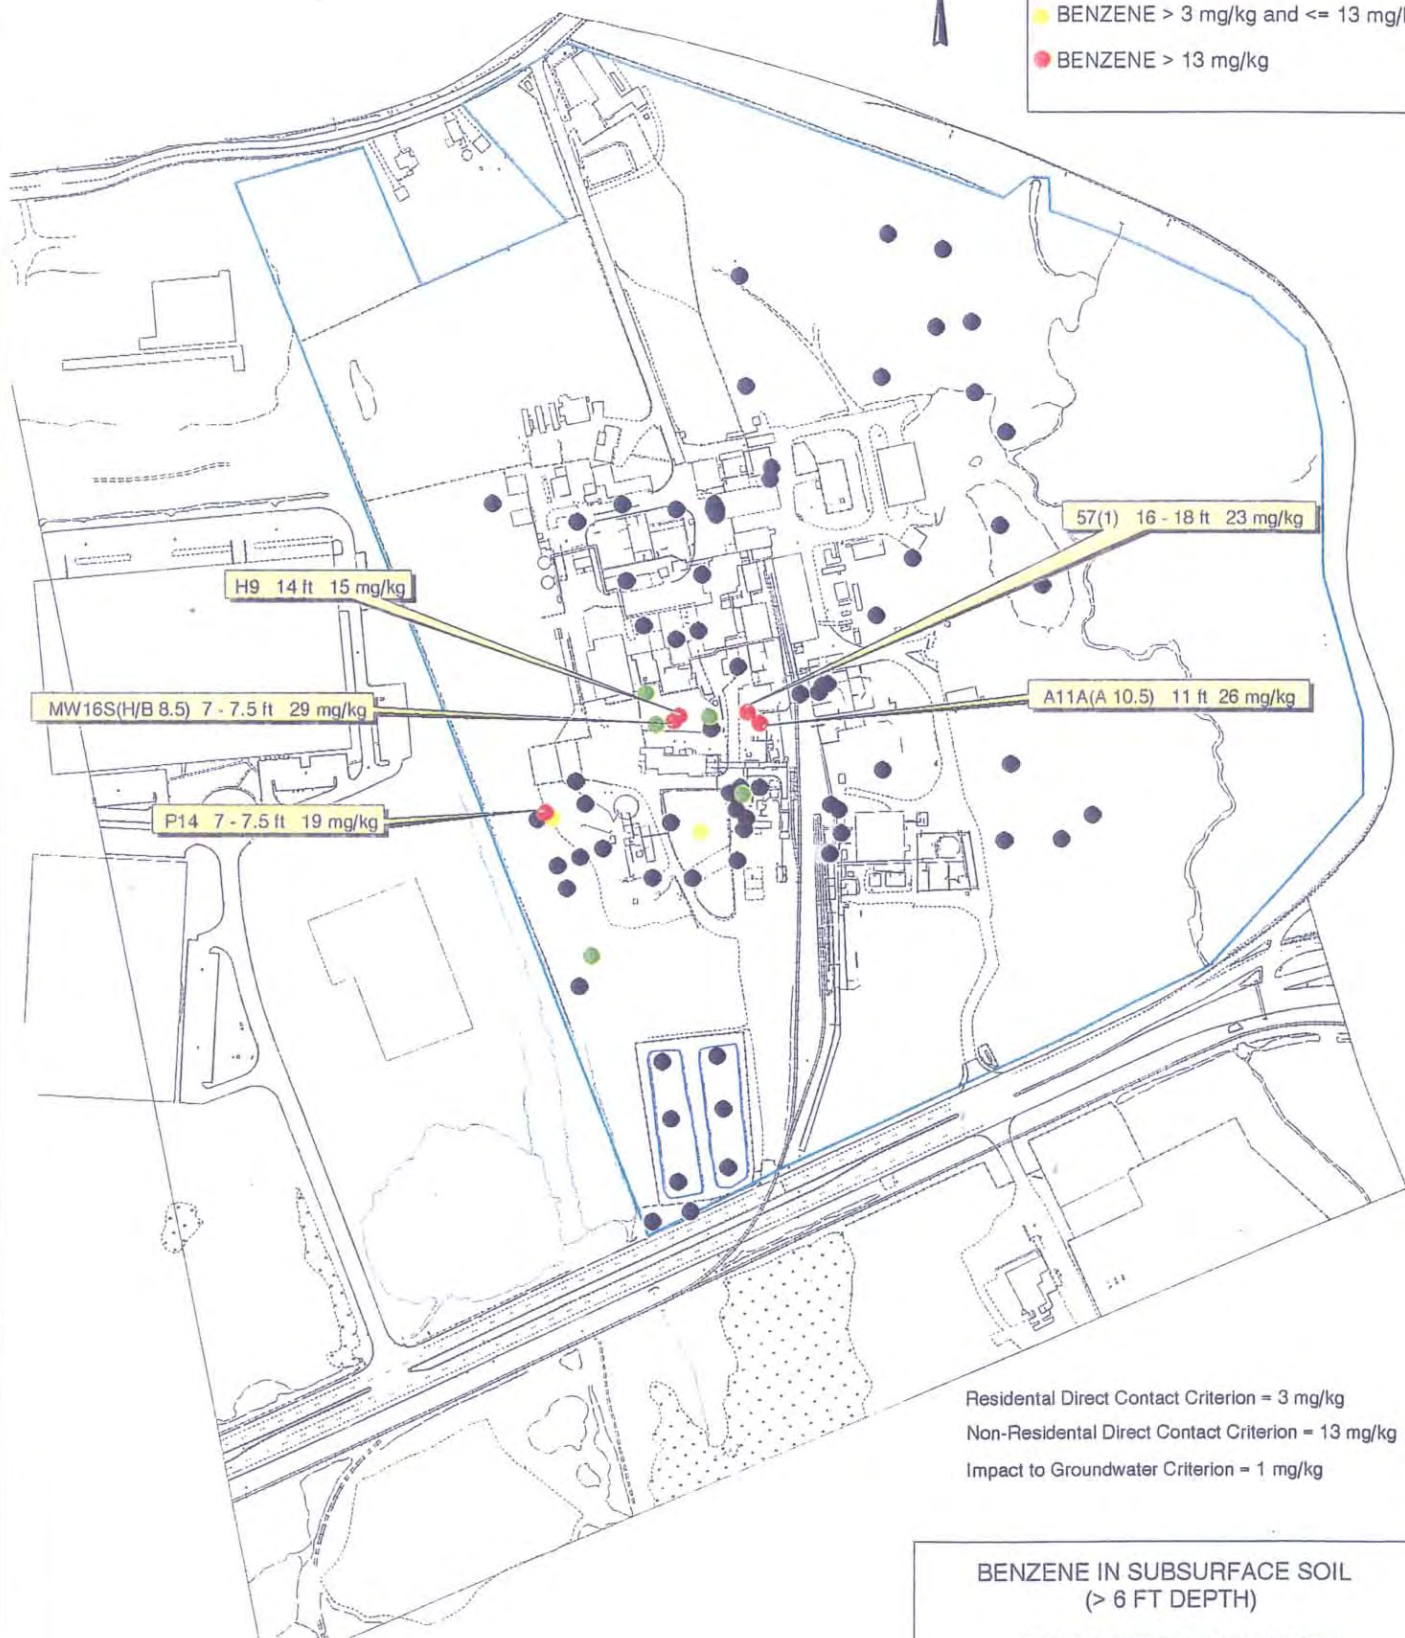 BENZENE > 3 mg/kg and <= 13 mg/
BENZENE > 13 mg/kg
57(1) 16 - 18 ft 23 mg/kg
H9 14 ft 15 mg/kg
MW16S(H/B 8.5) 7 - 7.5 ft 29 mg/kg
A11A(A 10.5) 11 ft 26 mg/kg
P14 7 - 7.5 ft 19 mg/kg
Residental Direct Contact Criterion = 3 mg/kg
Non-Residental Direct Contact Criterion = 13 mg/kg
Impact to Groundwater Criterion = 1 mg/kg
BENZENE IN SUBSURFACE SOIL
(> 6 FT DEPTH)